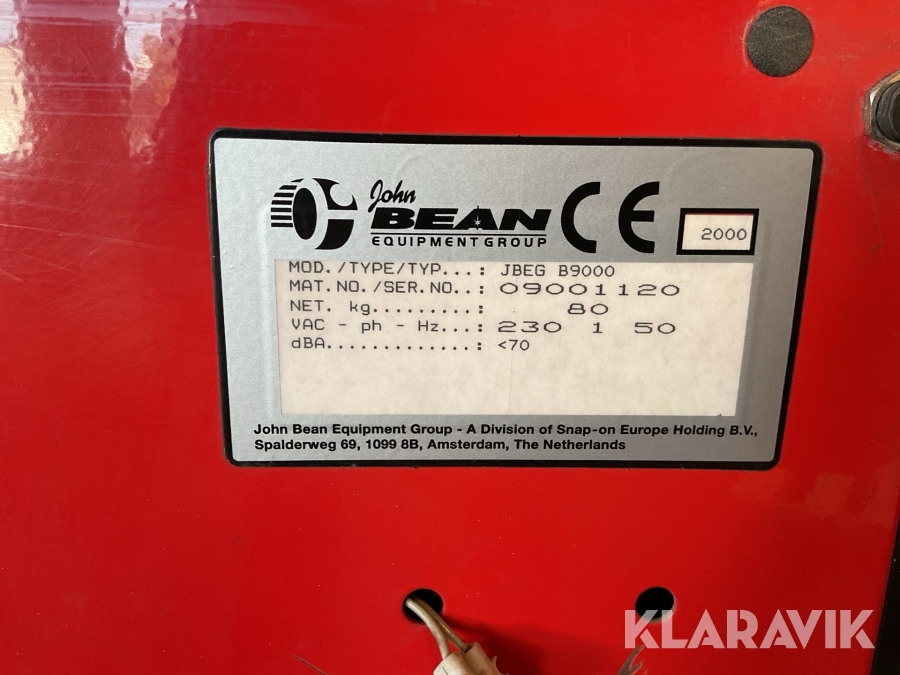 John
BEAN
EQUIPMENT GROUP
CE
2000
MOD./TYPE/TYP...: JBEG B9000
MAT.NO./SER.NO..: 09001120
NET. kg.........: 80
VAC - ph - Hz...: 230 1 50
dBA.............: <70
John Bean Equipment Group - A Division of Snap-on Europe Holding B.V.,
Spalderweg 69, 1099 8B, Amsterdam, The Netherlands
KLARAVIK